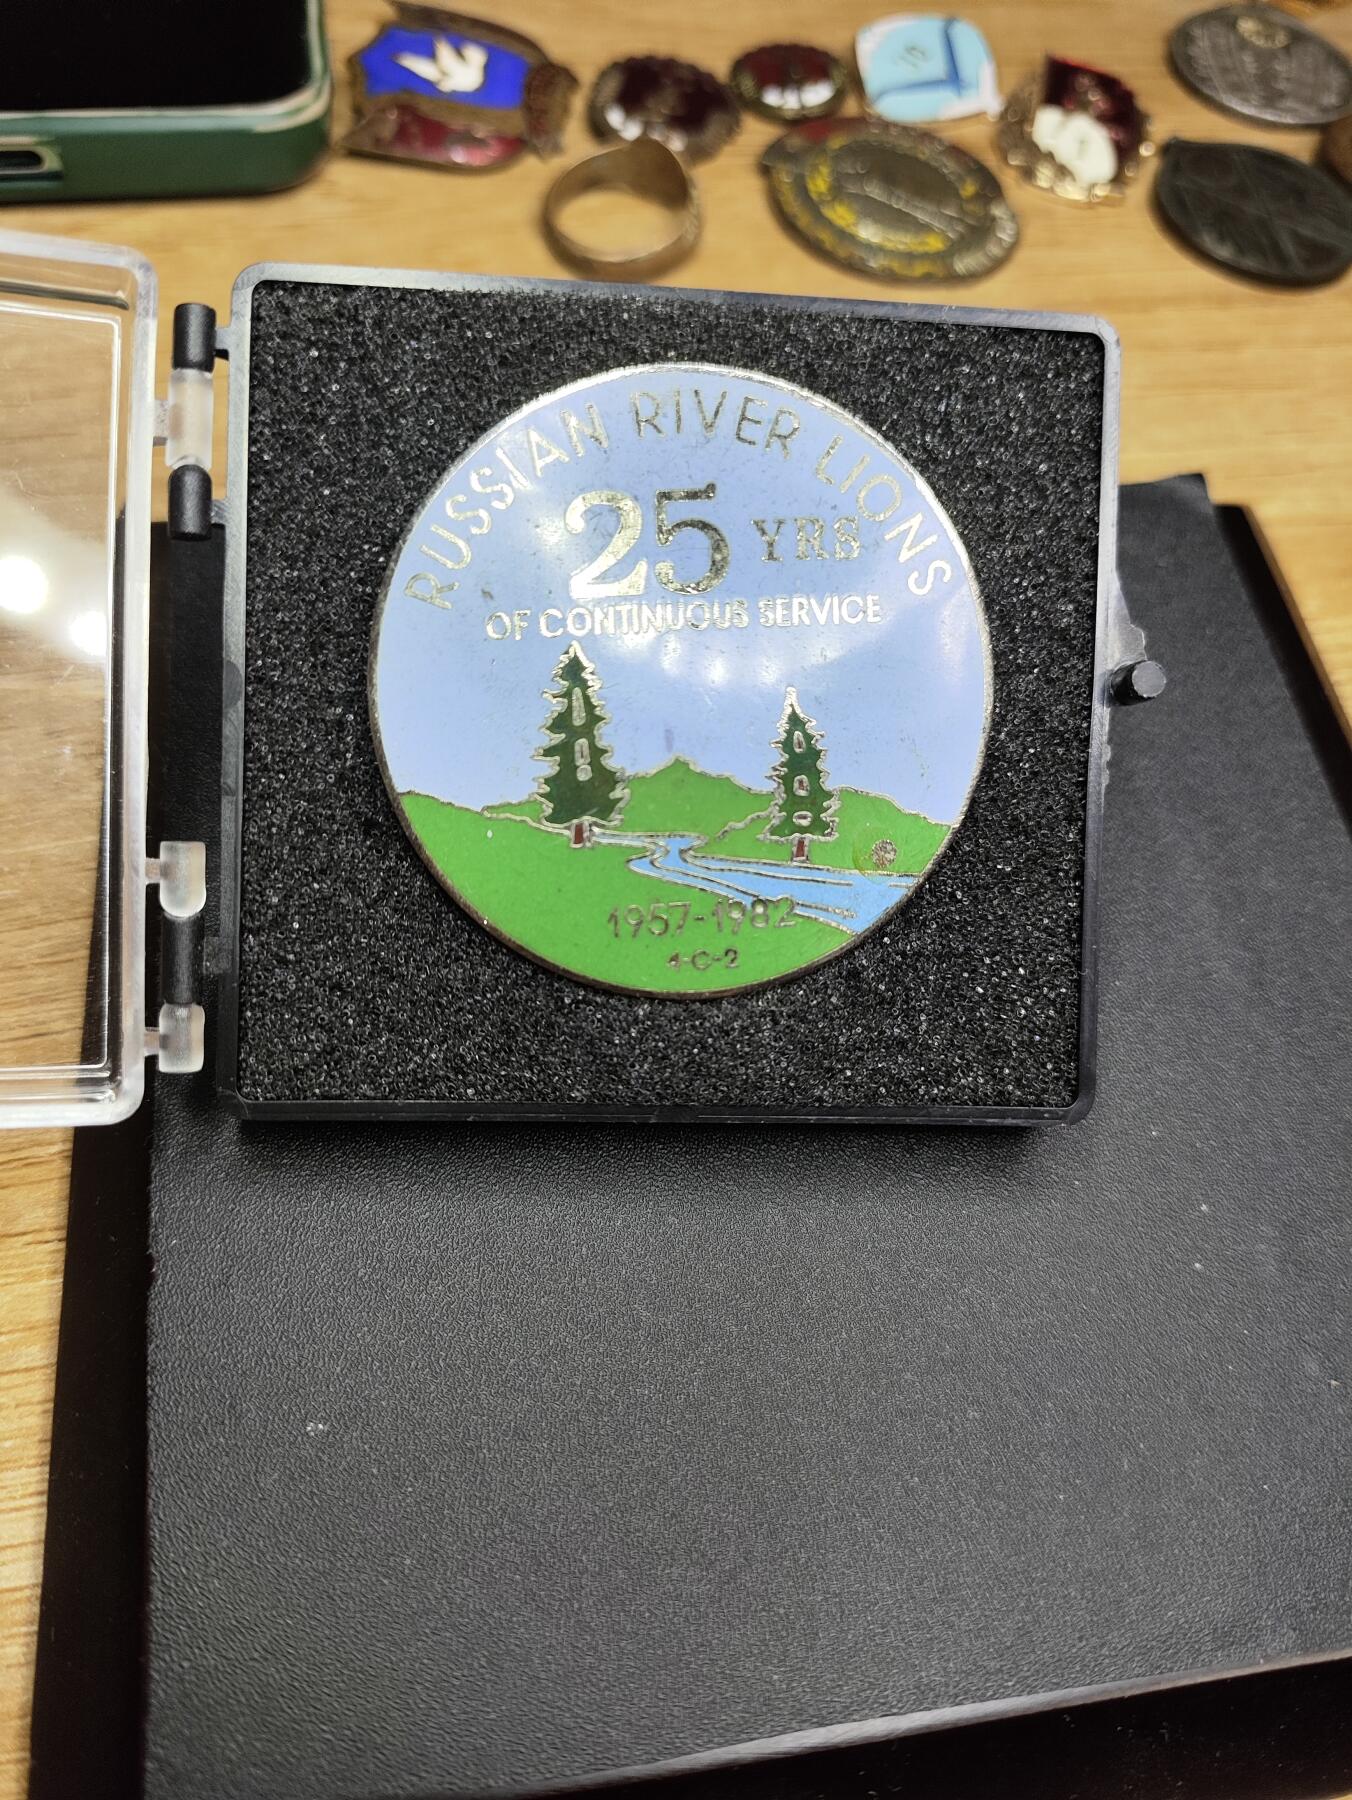 RUSSIAN RIVER LIONS
25 YRS
OF CONTINUOUS SERVICE
1957-1982
4-C-2